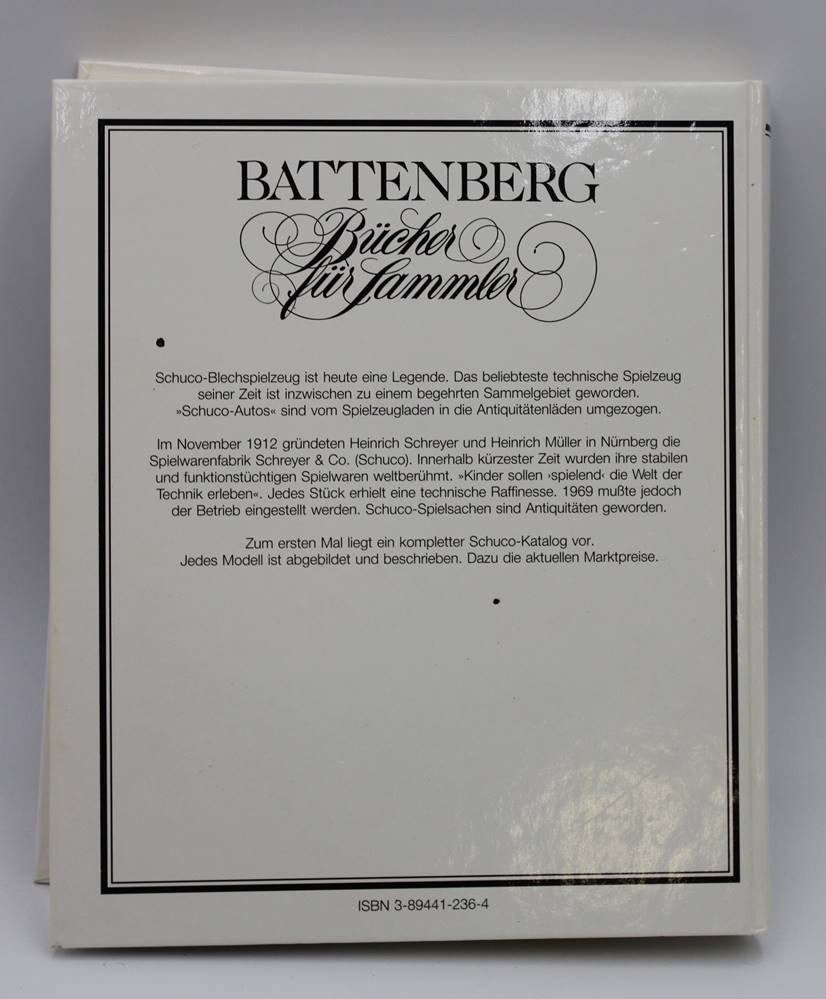 BATTENBERG
Bücher
für Sammler
Schuco-Blechspielzeug ist heute eine Legende. Das beliebteste technische Spielzeug
seiner Zeit ist inzwischen zu einem begehrten Sammelgebiet geworden.
»Schuco-Autos« sind vom Spielzeugladen in die Antiquitätenläden umgezogen.
Im November 1912 gründeten Heinrich Schreyer und Heinrich Müller in Nürnberg die
Spielwarenfabrik Schreyer & Co. (Schuco). Innerhalb kürzester Zeit wurden ihre stabilen
und funktionstüchtigen Spielwaren weltberühmt. »Kinder sollen ›spielend‹ die Welt der
Technik erleben«. Jedes Stück erhielt eine technische Raffinesse. 1969 mußte jedoch
der Betrieb eingestellt werden. Schuco-Spielsachen sind Antiquitäten geworden.
Zum ersten Mal liegt ein kompletter Schuco-Katalog vor.
Jedes Modell ist abgebildet und beschrieben. Dazu die aktuellen Marktpreise.
ISBN 3-89441-236-4